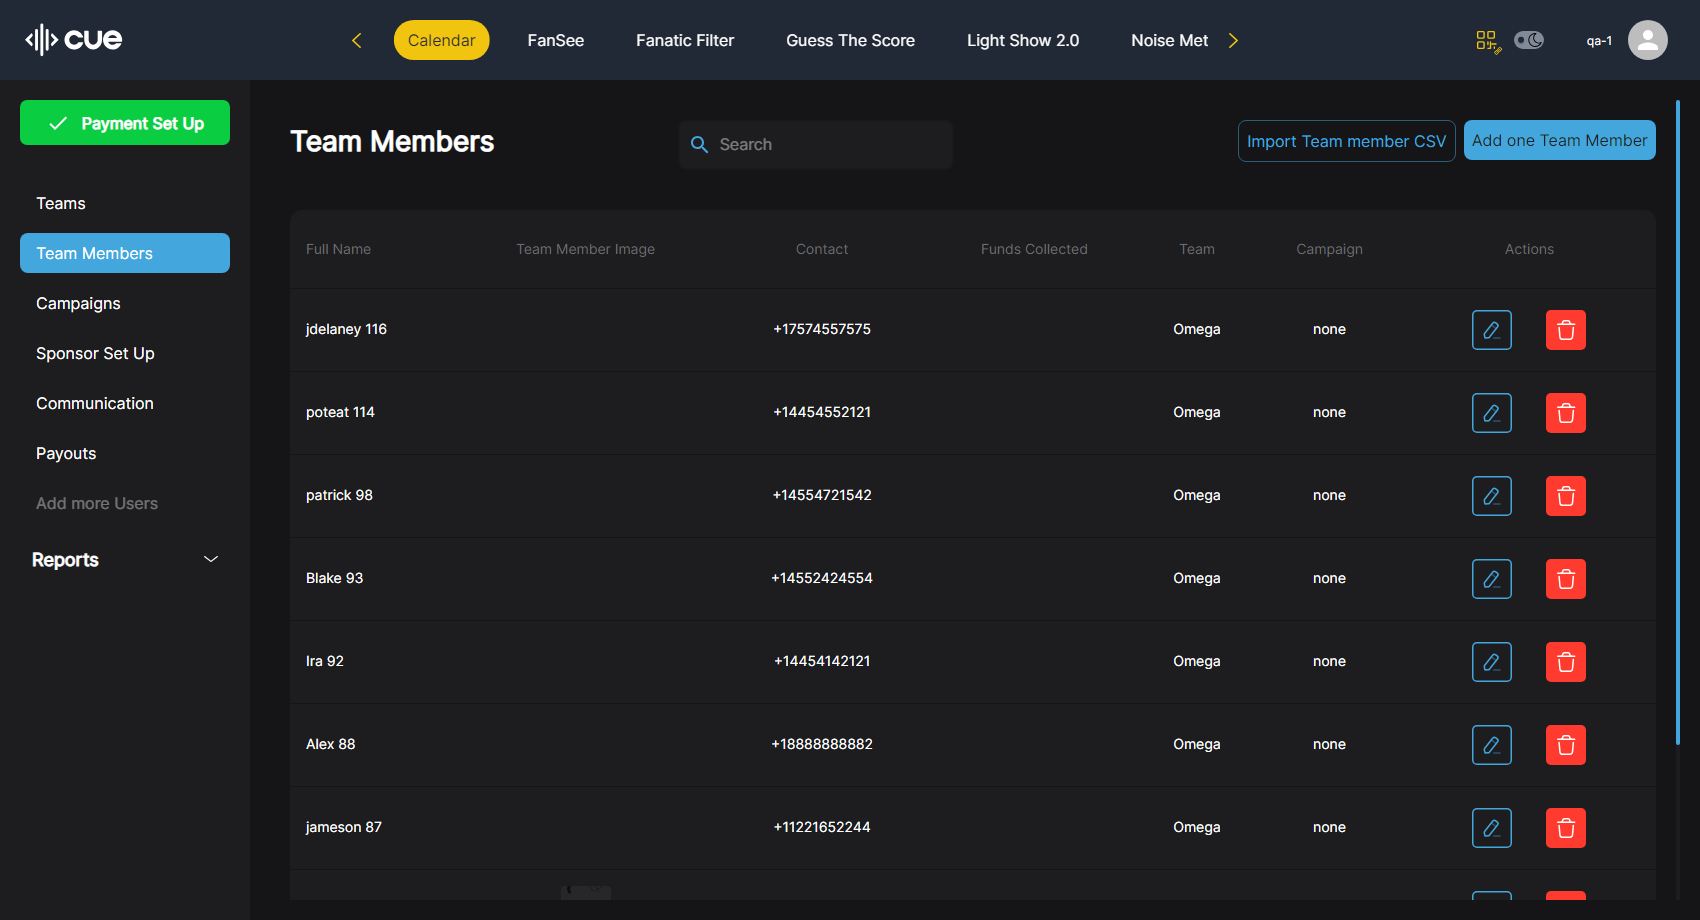 cue
Calendar FanSee Fanatic Filter Guess The Score Light Show 2.0 Noise Met
qa-1
Payment Set Up
Teams
Team Members
Campaigns
Sponsor Set Up
Communication
Payouts
Add more Users
Reports
Team Members
Search
Import Team member CSV
Add one Team Member
Full Name Team Member Image Contact Funds Collected Team Campaign Actions
jdelaney 116 +17574557575 Omega none
poteat 114 +14454552121 Omega none
patrick 98 +14554721542 Omega none
Blake 93 +14552424554 Omega none
Ira 92 +14454142121 Omega none
Alex 88 +18888888882 Omega none
jameson 87 +11221652244 Omega none